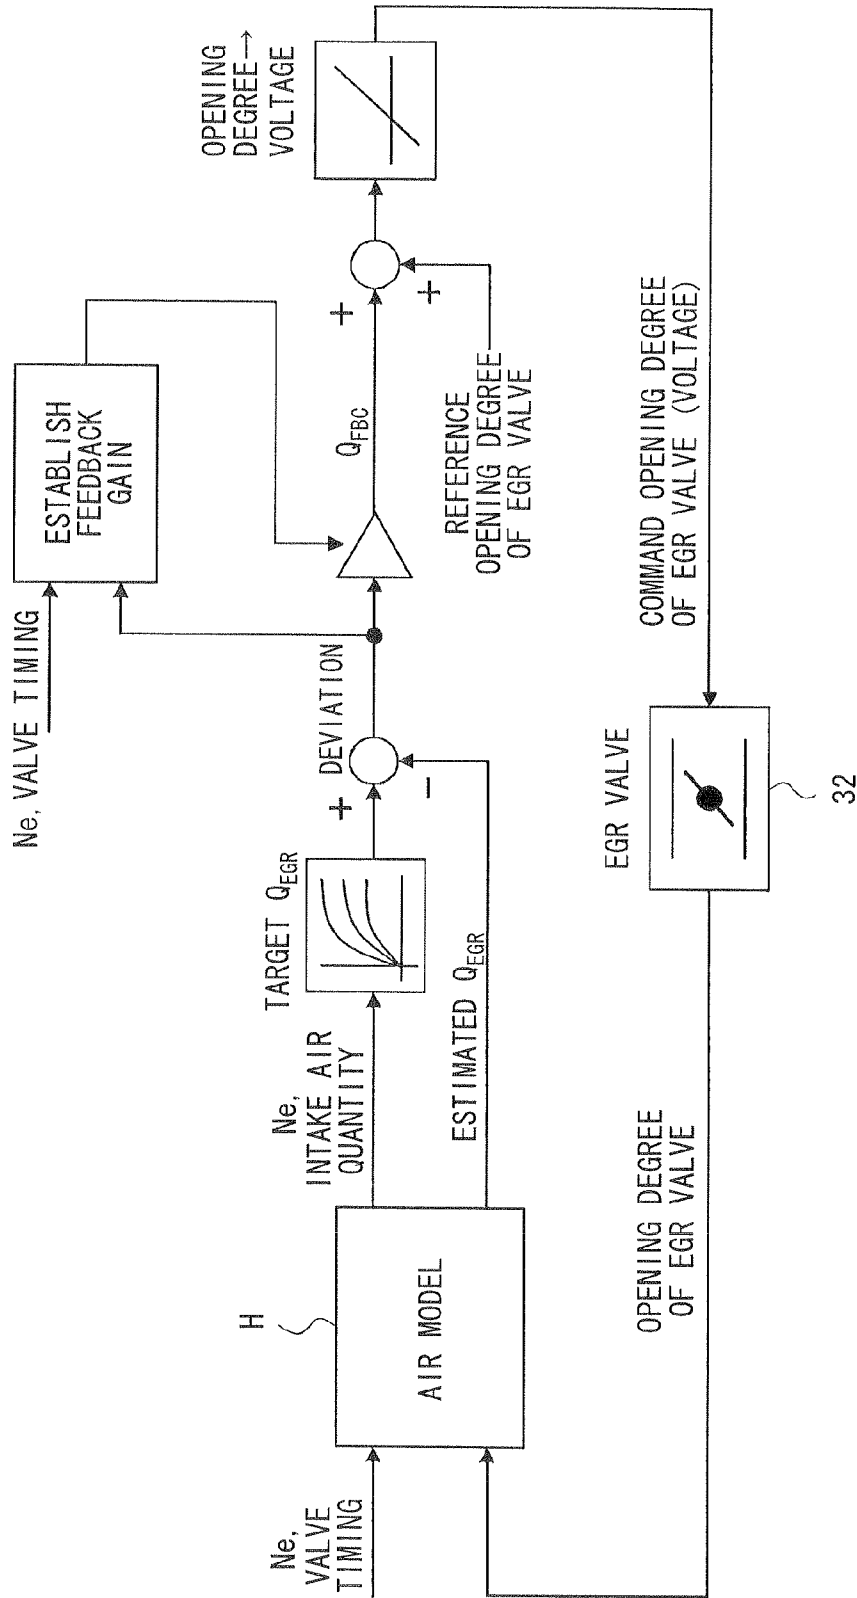 Ne,
VALVE
TIMING
H
AIR MODEL
Ne,
INTAKE AIR
QUANTITY
TARGET QEGR
ESTIMATED QEGR
+
−
DEVIATION
Ne, VALVE TIMING
ESTABLISH
FEEDBACK
GAIN
QFBC
+
+
REFERENCE
OPENING DEGREE
OF EGR VALVE
OPENING
DEGREE→
VOLTAGE
COMMAND OPENING DEGREE
OF EGR VALVE (VOLTAGE)
EGR VALVE
32
OPENING DEGREE
OF EGR VALVE